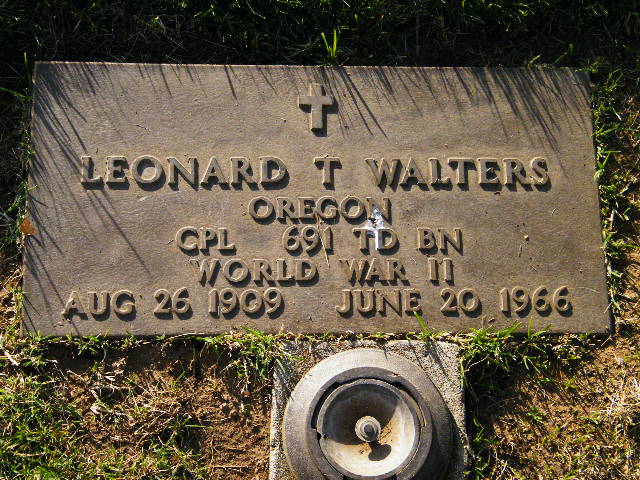 LEONARD T WALTERS
OREGON
CPL 691 TD BN
WORLD WAR II
AUG 26 1909 JUNE 20 1966